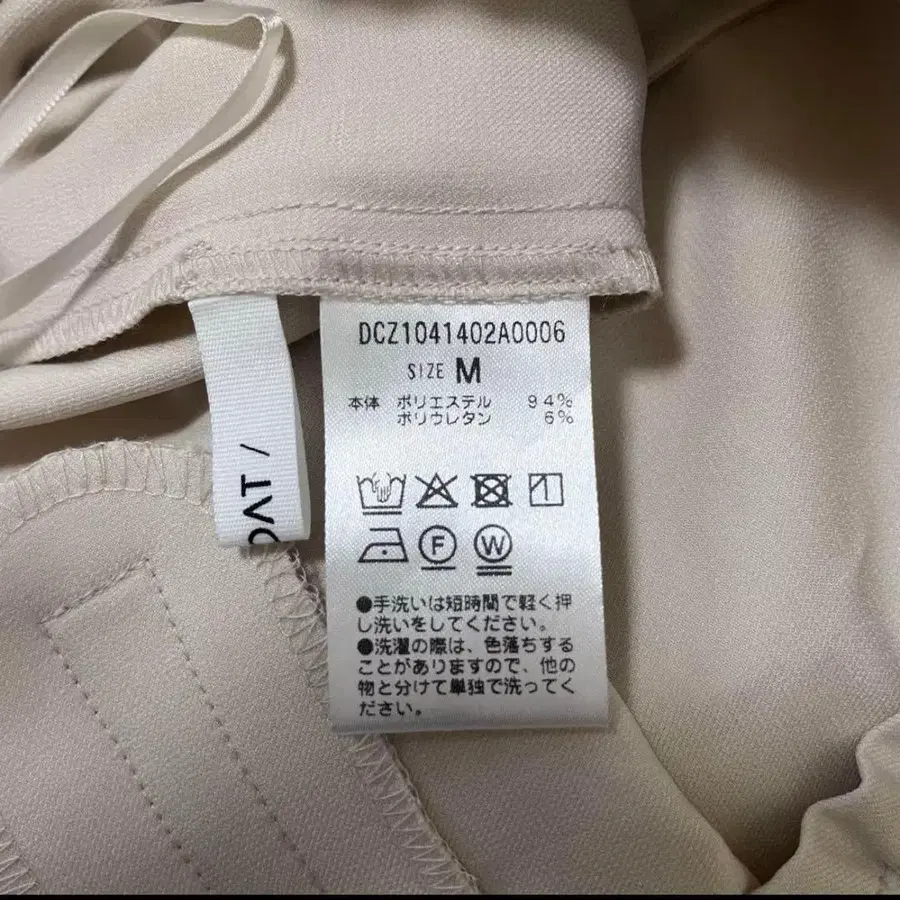 DCZ1041402A0006
SIZE M
本体 ポリエステル 94%
ポリウレタン 6%
F W
●手洗いは短時間で軽く押
し洗いをしてください。
●洗濯の際は、色落ちする
ことがありますので、他の
物と分けて単独で洗ってく
ださい。